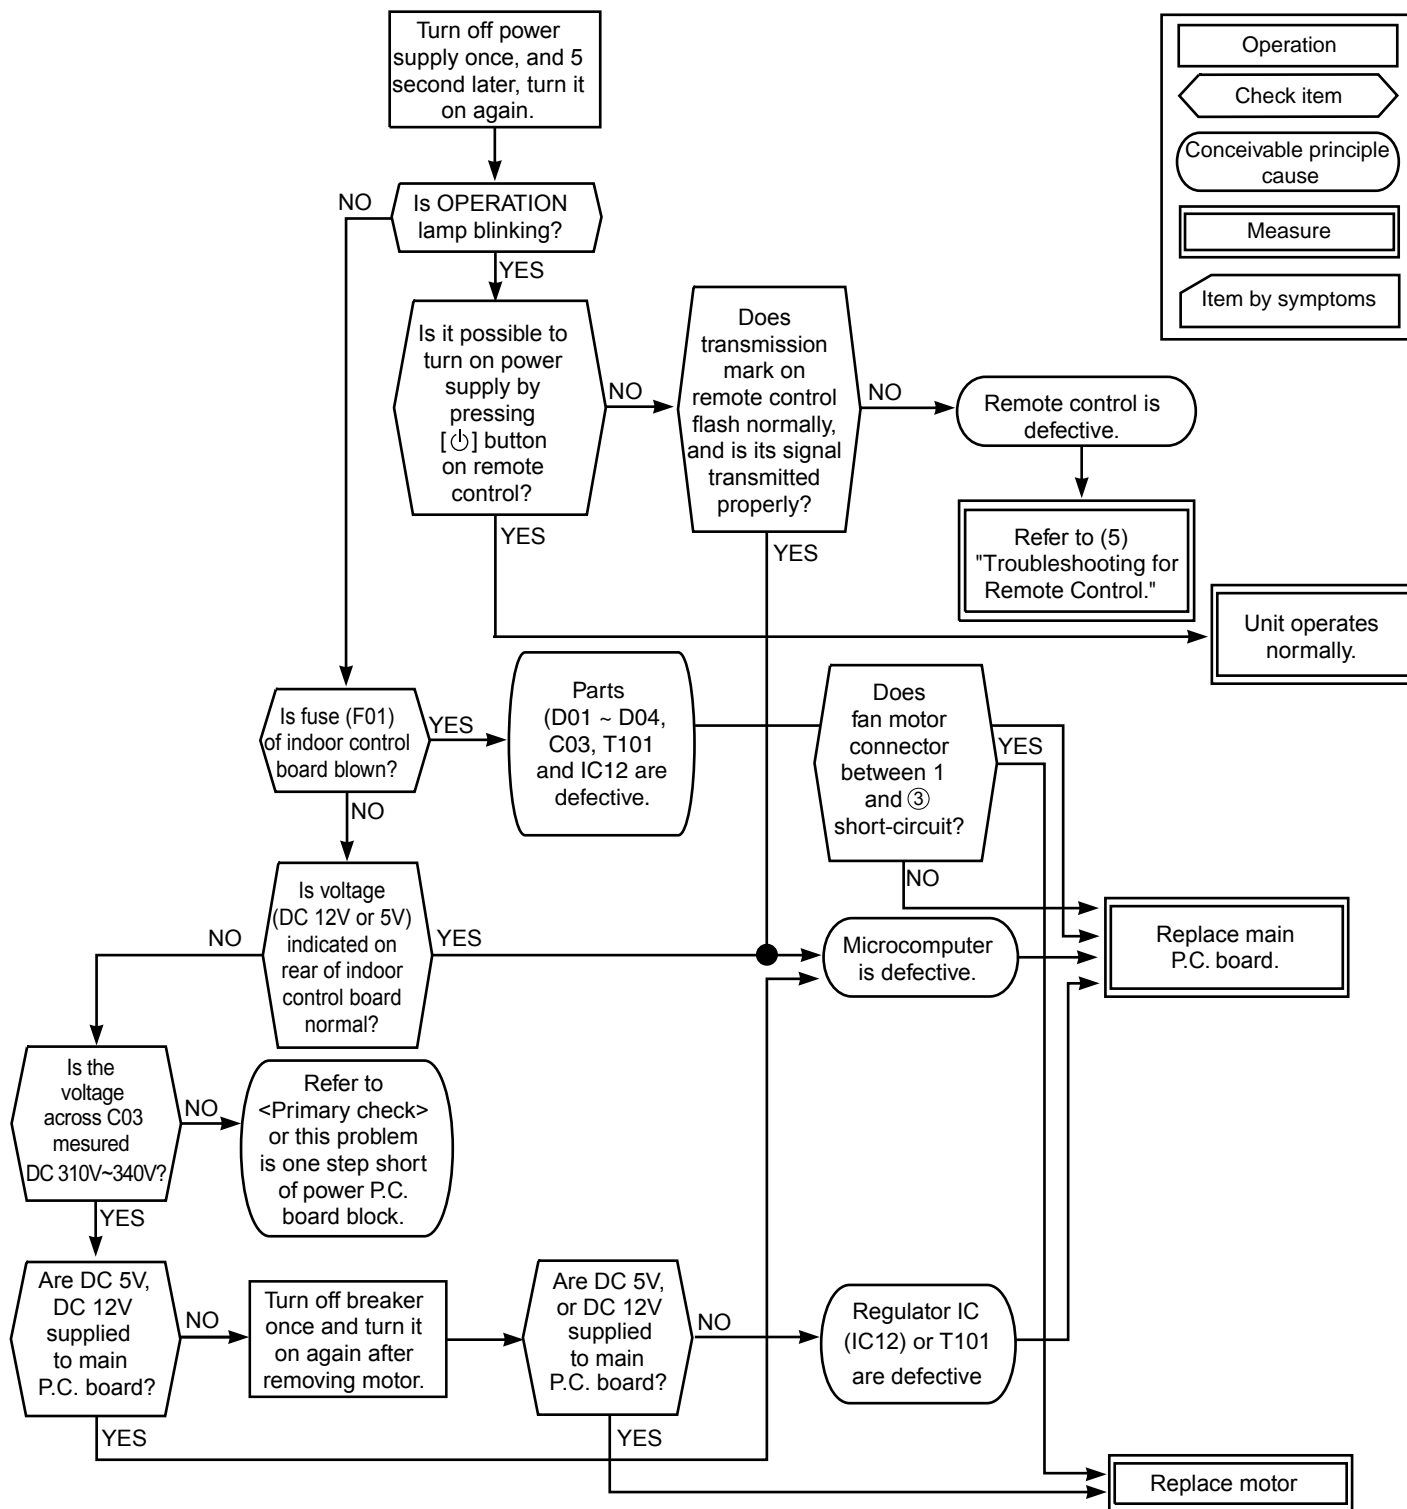 Turn off power
supply once, and 5
second later, turn it
on again.
Operation
Check item
Conceivable principle
cause
Measure
Item by symptoms
NO
Is OPERATION
lamp blinking?
YES
Is it possible to
turn on power
supply by
pressing
[⏻] button
on remote
control?
NO
YES
Does
transmission
mark on
remote control
flash normally,
and is its signal
transmitted
properly?
NO
YES
Remote control is
defective.
Refer to (5)
"Troubleshooting for
Remote Control."
Unit operates
normally.
Is fuse (F01)
of indoor control
board blown?
YES
NO
Parts
(D01 ~ D04,
C03, T101
and IC12 are
defective.
Does
fan motor
connector
between 1
and ③
short-circuit?
YES
NO
Is voltage
(DC 12V or 5V)
indicated on
rear of indoor
control board
normal?
NO
YES
Microcomputer
is defective.
Replace main
P.C. board.
Is the
voltage
across C03
mesured
DC 310V~340V?
NO
YES
Refer to
<Primary check>
or this problem
is one step short
of power P.C.
board block.
Are DC 5V,
DC 12V
supplied
to main
P.C. board?
NO
YES
Turn off breaker
once and turn it
on again after
removing motor.
Are DC 5V,
or DC 12V
supplied
to main
P.C. board?
NO
YES
Regulator IC
(IC12) or T101
are defective
Replace motor